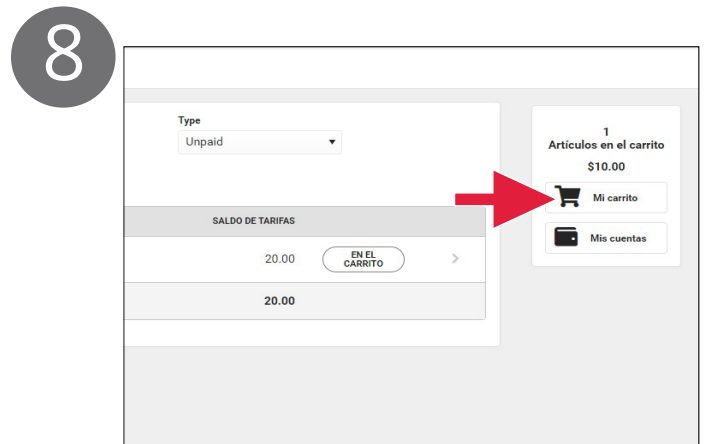 8
Type
Unpaid
1
Artículos en el carrito
$10.00
Mi carrito
Mis cuentas
SALDO DE TARIFAS
20.00
EN EL
CARRITO
20.00